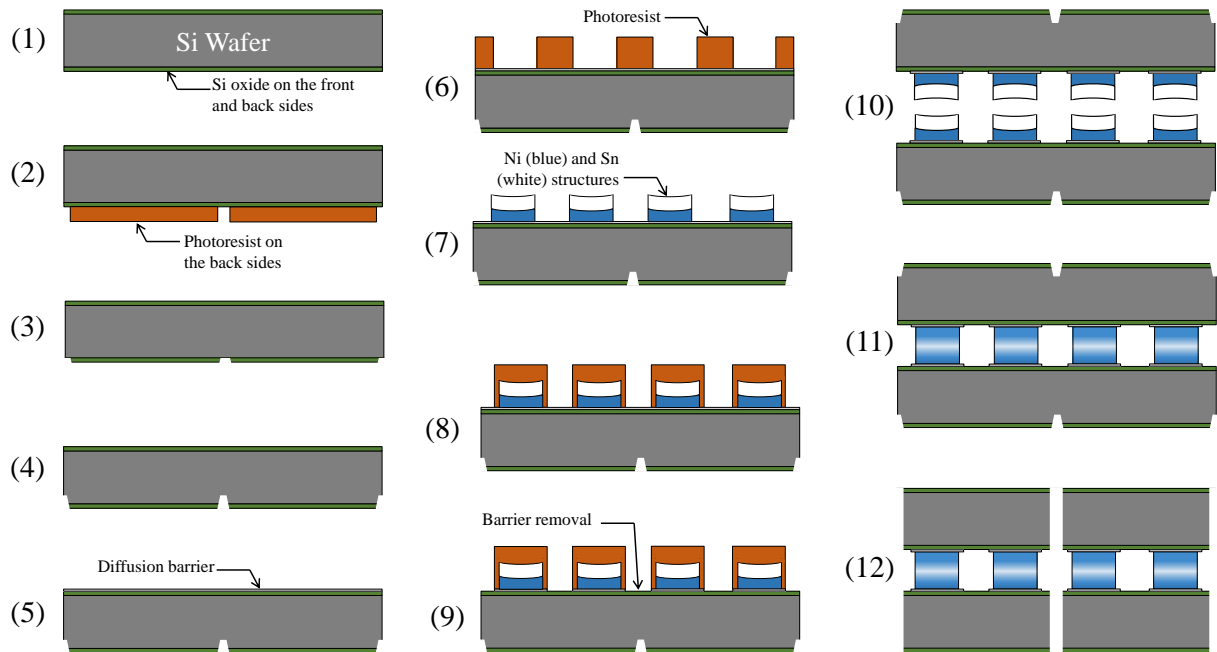 (1)
Si Wafer
Si oxide on the front
and back sides
(2)
Photoresist on
the back sides
(3)
(4)
(5)
Diffusion barrier
(6)
Photoresist
(7)
Ni (blue) and Sn
(white) structures
(8)
(9)
Barrier removal
(10)
(11)
(12)